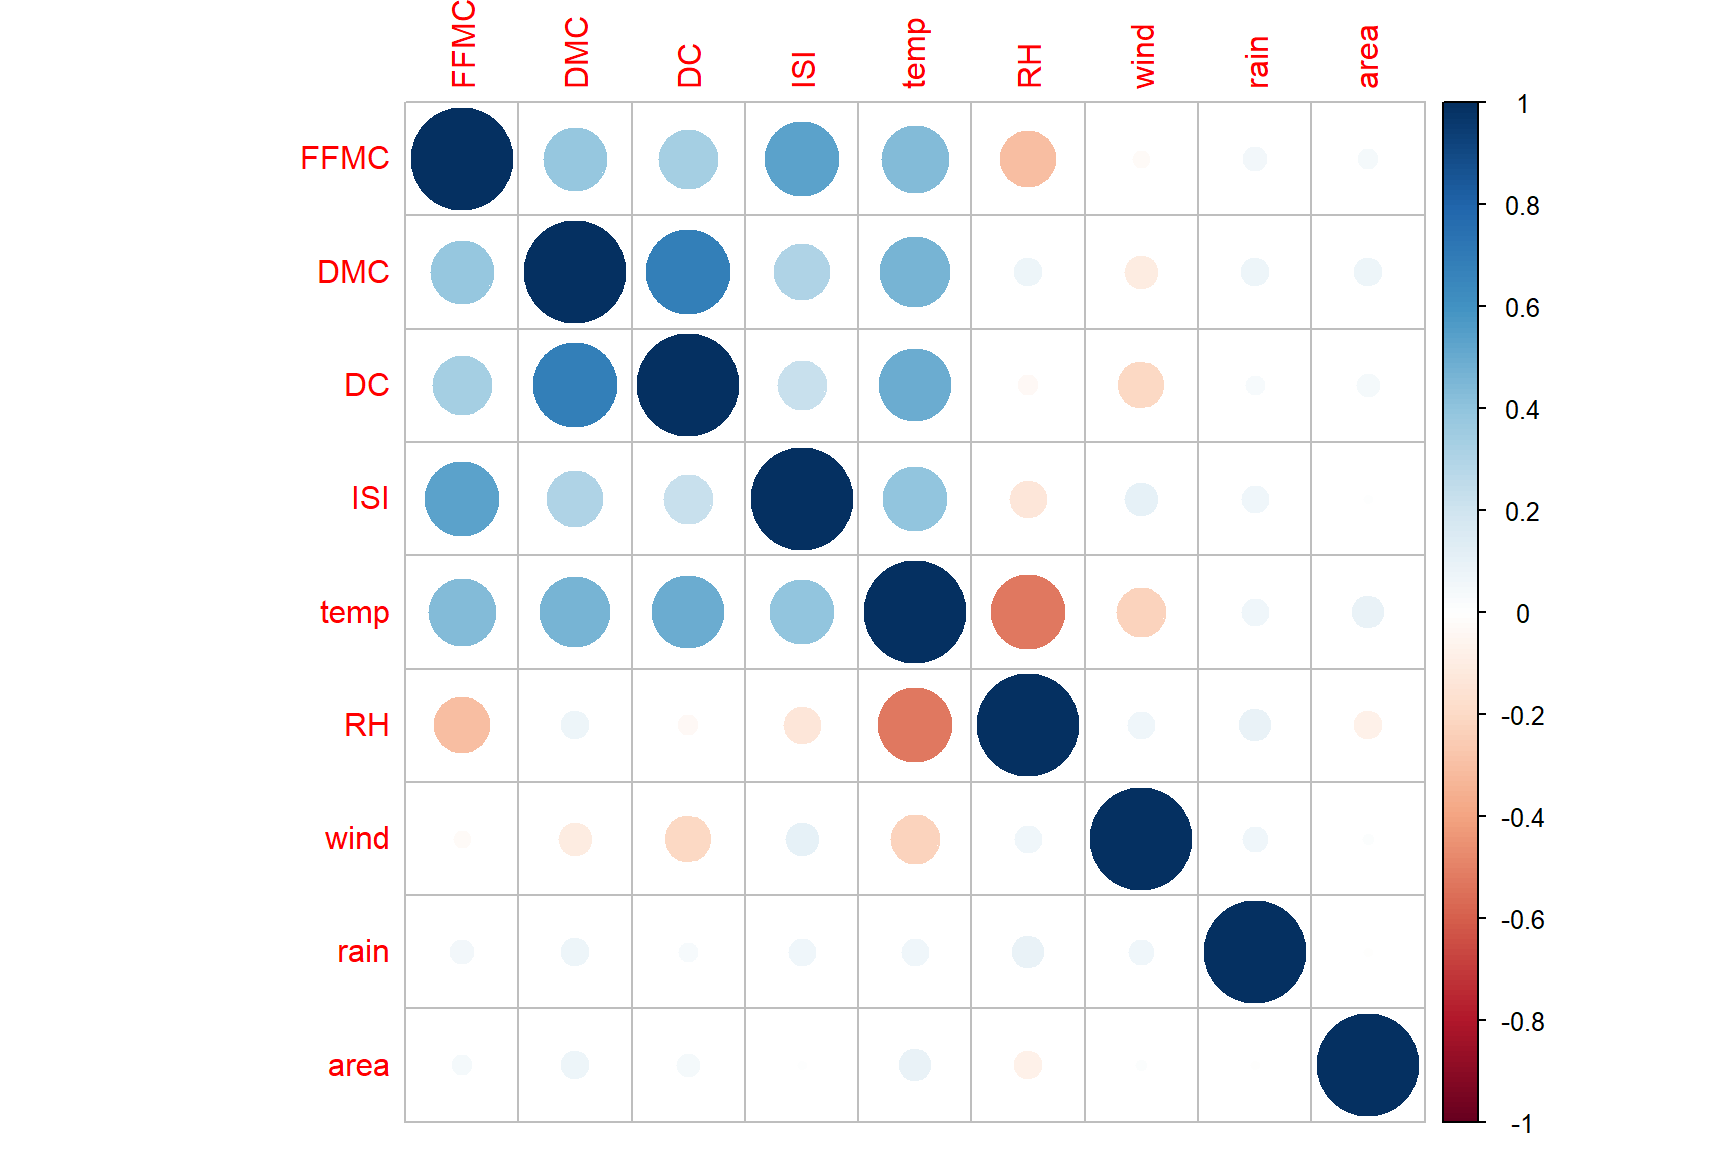 FFMC DMC DC ISI temp RH wind rain area
FFMC
DMC
DC
ISI
temp
RH
wind
rain
area
1
0.8
0.6
0.4
0.2
0
-0.2
-0.4
-0.6
-0.8
-1